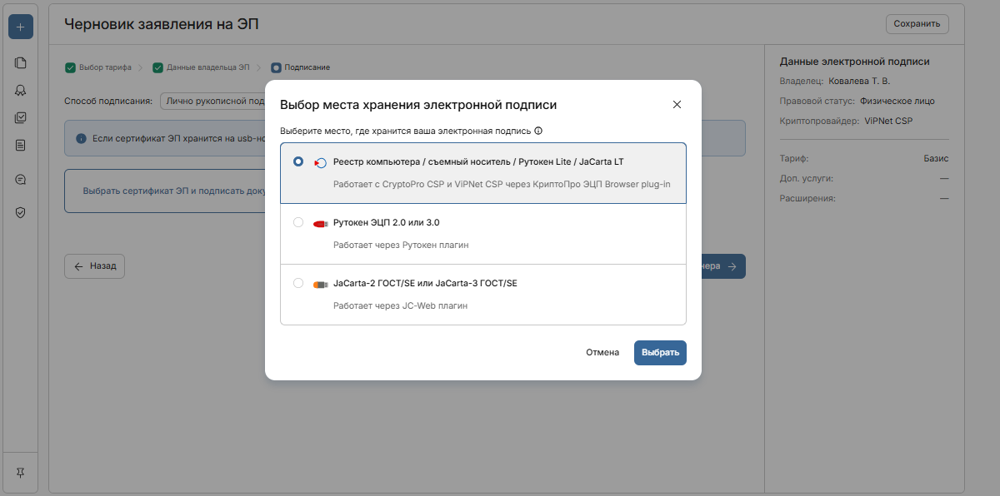 Черновик заявления на ЭП
Сохранить
Выбор тарифа
Данные владельца ЭП
Подписание
Способ подписания:
Лично рукописной под
Если сертификат ЭП хранится на usb-но
Выбрать сертификат ЭП и подписать доку
Назад
нера
Выбор места хранения электронной подписи
Выберите место, где хранится ваша электронная подпись
Реестр компьютера / съемный носитель / Рутокен Lite / JaCarta LT
Работает с CryptoPro CSP и ViPNet CSP через КриптоПро ЭЦП Browser plug-in
Рутокен ЭЦП 2.0 или 3.0
Работает через Рутокен плагин
JaCarta-2 ГОСТ/SE или JaCarta-3 ГОСТ/SE
Работает через JC-Web плагин
Отмена
Выбрать
Данные электронной подписи
Владелец: Ковалева Т. В.
Правовой статус: Физическое лицо
Криптопровайдер: ViPNet CSP
Тариф: Базис
Доп. услуги: —
Расширения: —